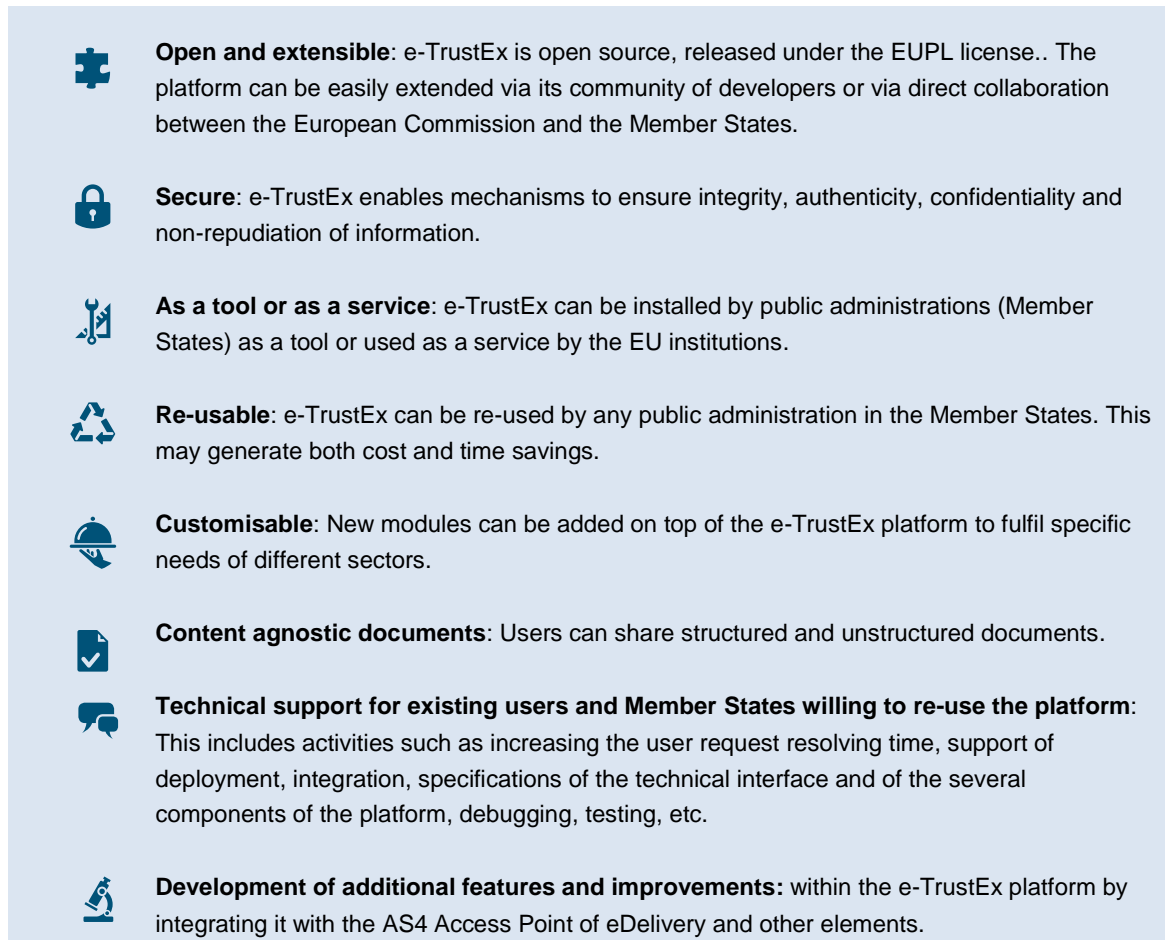 Open and extensible: e-TrustEx is open source, released under the EUPL license.. The
platform can be easily extended via its community of developers or via direct collaboration
between the European Commission and the Member States.
Secure: e-TrustEx enables mechanisms to ensure integrity, authenticity, confidentiality and
non-repudiation of information.
As a tool or as a service: e-TrustEx can be installed by public administrations (Member
States) as a tool or used as a service by the EU institutions.
Re-usable: e-TrustEx can be re-used by any public administration in the Member States. This
may generate both cost and time savings.
Customisable: New modules can be added on top of the e-TrustEx platform to fulfil specific
needs of different sectors.
Content agnostic documents: Users can share structured and unstructured documents.
Technical support for existing users and Member States willing to re-use the platform:
This includes activities such as increasing the user request resolving time, support of
deployment, integration, specifications of the technical interface and of the several
components of the platform, debugging, testing, etc.
Development of additional features and improvements: within the e-TrustEx platform by
integrating it with the AS4 Access Point of eDelivery and other elements.